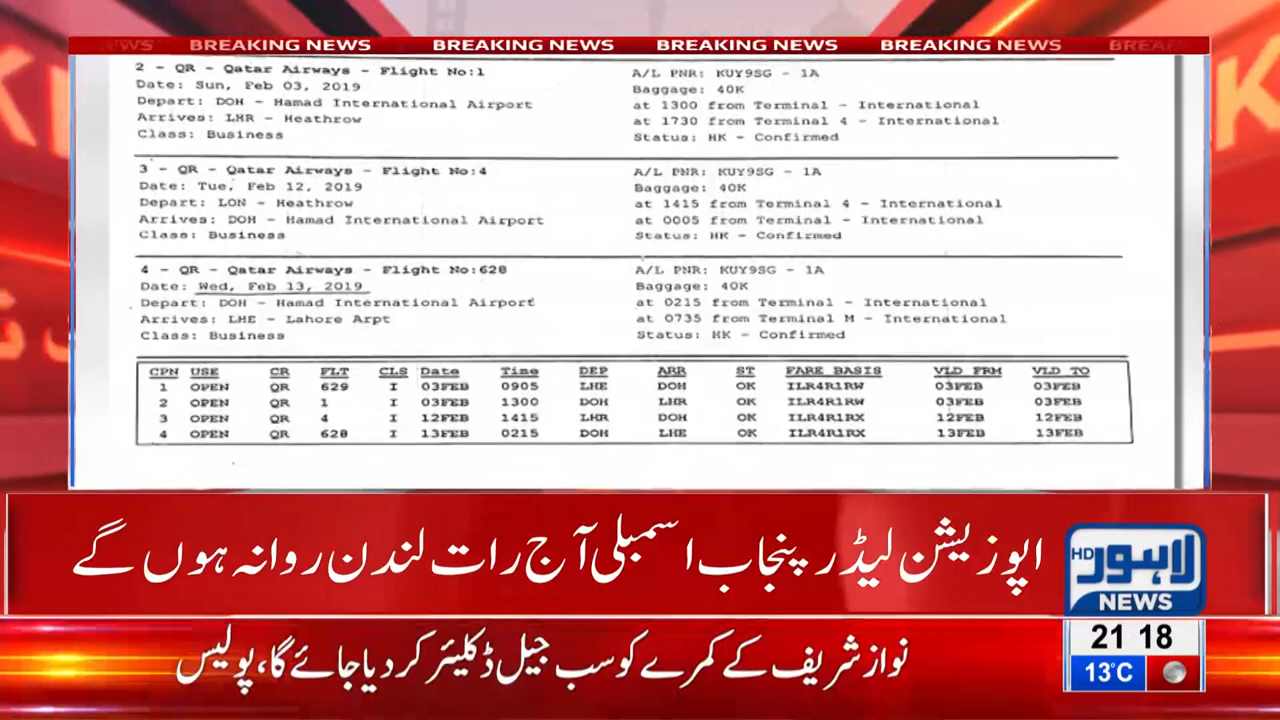 NEWS BREAKING NEWS BREAKING NEWS BREAKING NEWS BREAKING NEWS BREA
2 - QR - Qatar Airways - Flight No:1 A/L PNR: KUY9SG - 1A
Date: Sun, Feb 03, 2019 Baggage: 40K
Depart: DOH - Hamad International Airport at 1300 from Terminal - International
Arrives: LHR - Heathrow at 1730 from Terminal 4 - International
Class: Business Status: HK - Confirmed
3 - QR - Qatar Airways - Flight No:4 A/L PNR: KUY9SG - 1A
Date: Tue, Feb 12, 2019 Baggage: 40K
Depart: LON - Heathrow at 1415 from Terminal 4 - International
Arrives: DOH - Hamad International Airport at 0005 from Terminal - International
Class: Business Status: HK - Confirmed
4 - QR - Qatar Airways - Flight No:628 A/L PNR: KUY9SG - 1A
Date: Wed, Feb 13, 2019 Baggage: 40K
Depart: DOH - Hamad International Airport at 0215 from Terminal - International
Arrives: LHE - Lahore Arpt at 0735 from Terminal M - International
Class: Business Status: HK - Confirmed
CPN USE CR FLT CLS Date Time DEP ARR ST FARE BASIS VLD FRM VLD TO
1 OPEN QR 629 I 03FEB 0905 LHE DOH OK ILR4R1RW 03FEB 03FEB
2 OPEN QR 1 I 03FEB 1300 DOH LHR OK ILR4R1RW 03FEB 03FEB
3 OPEN QR 4 I 12FEB 1415 LHR DOH OK ILR4R1RX 12FEB 12FEB
4 OPEN QR 628 I 13FEB 0215 DOH LHE OK ILR4R1RX 13FEB 13FEB
اپوزیشن لیڈر پنجاب اسمبلی آج رات لندن روانہ ہوں گے
HD لاہور
NEWS
نواز شریف کے کمرے کو سب جیل ڈکلیئر کر دیا جائے گا، پولیس
21 18
13°C